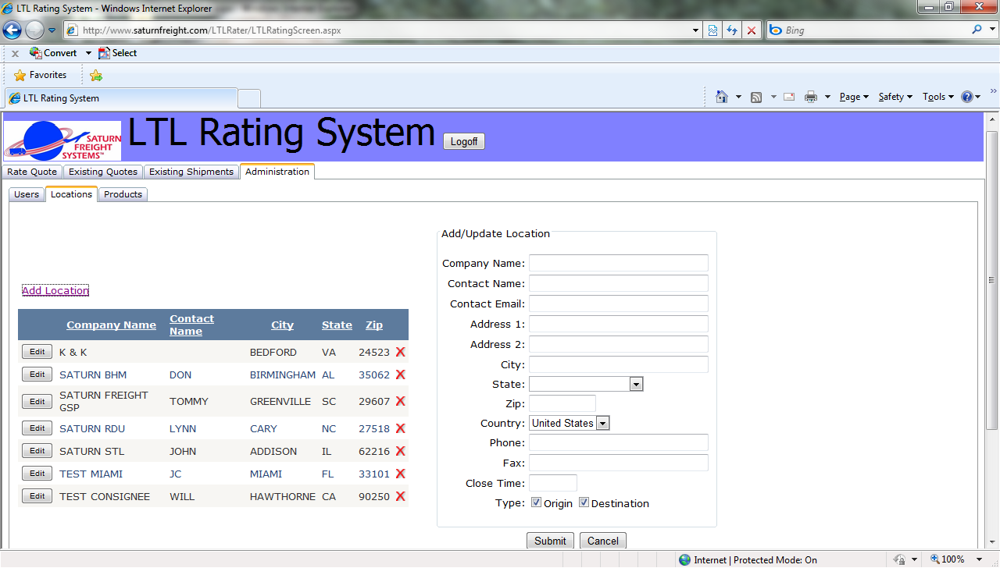 LTL Rating System - Windows Internet Explorer
http://www.saturnfreight.com/LTLRater/LTLRatingScreen.aspx
Bing
x Convert Select
Favorites
LTL Rating System
Page Safety Tools
SATURN
FREIGHT
SYSTEMS™
LTL Rating System Logoff
Rate Quote Existing Quotes Existing Shipments Administration
Users Locations Products
Add Location
Company Name Contact Name City State Zip
Edit K & K BEDFORD VA 24523 X
Edit SATURN BHM DON BIRMINGHAM AL 35062 X
Edit SATURN FREIGHT GSP TOMMY GREENVILLE SC 29607 X
Edit SATURN RDU LYNN CARY NC 27518 X
Edit SATURN STL JOHN ADDISON IL 62216 X
Edit TEST MIAMI JC MIAMI FL 33101 X
Edit TEST CONSIGNEE WILL HAWTHORNE CA 90250 X
Add/Update Location
Company Name:
Contact Name:
Contact Email:
Address 1:
Address 2:
City:
State:
Zip:
Country: United States
Phone:
Fax:
Close Time:
Type: Origin Destination
Submit Cancel
Internet | Protected Mode: On
100%